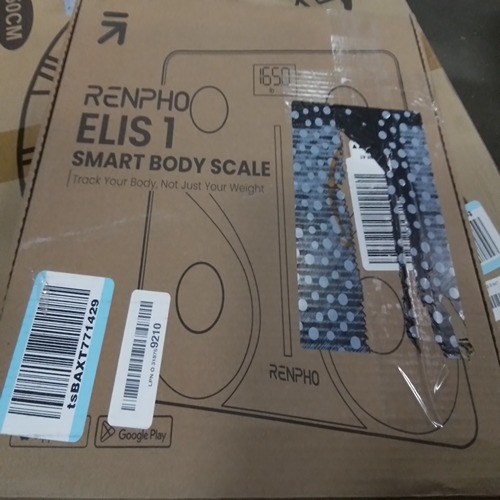 60CM
165.0
RENPHO
ELIS 1
SMART BODY SCALE
Track Your Body, Not Just Your Weight
RENPHO
tsBAXT771429
9210
Google Play